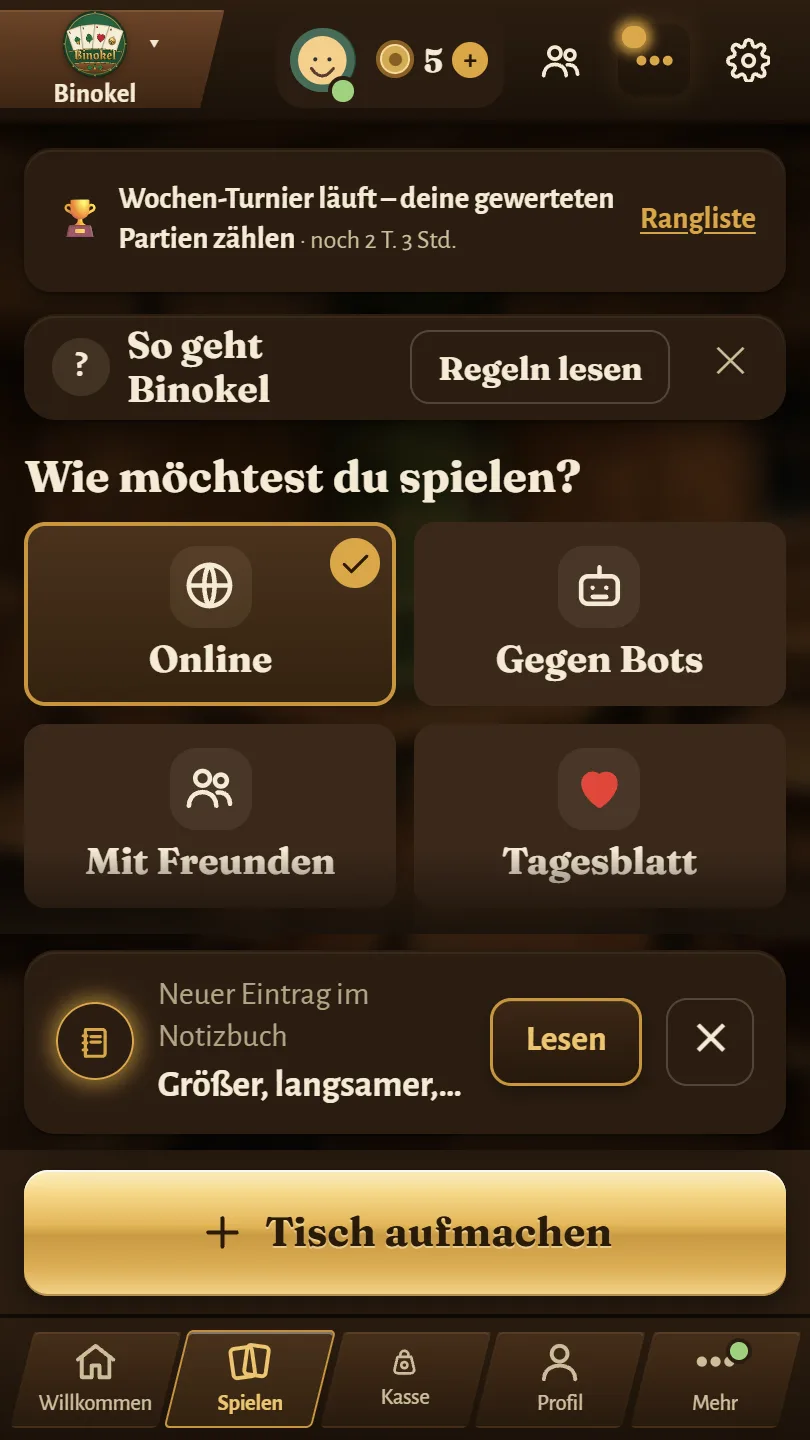 Binokel
Binokel
5
+
Wochen-Turnier läuft – deine gewerteten
Partien zählen · noch 2 T. 3 Std.
Rangliste
?
So geht
Binokel
Regeln lesen
Wie möchtest du spielen?
Online
Gegen Bots
Mit Freunden
Tagesblatt
Neuer Eintrag im
Notizbuch
Größer, langsamer,...
Lesen
+ Tisch aufmachen
Willkommen
Spielen
Kasse
Profil
Mehr